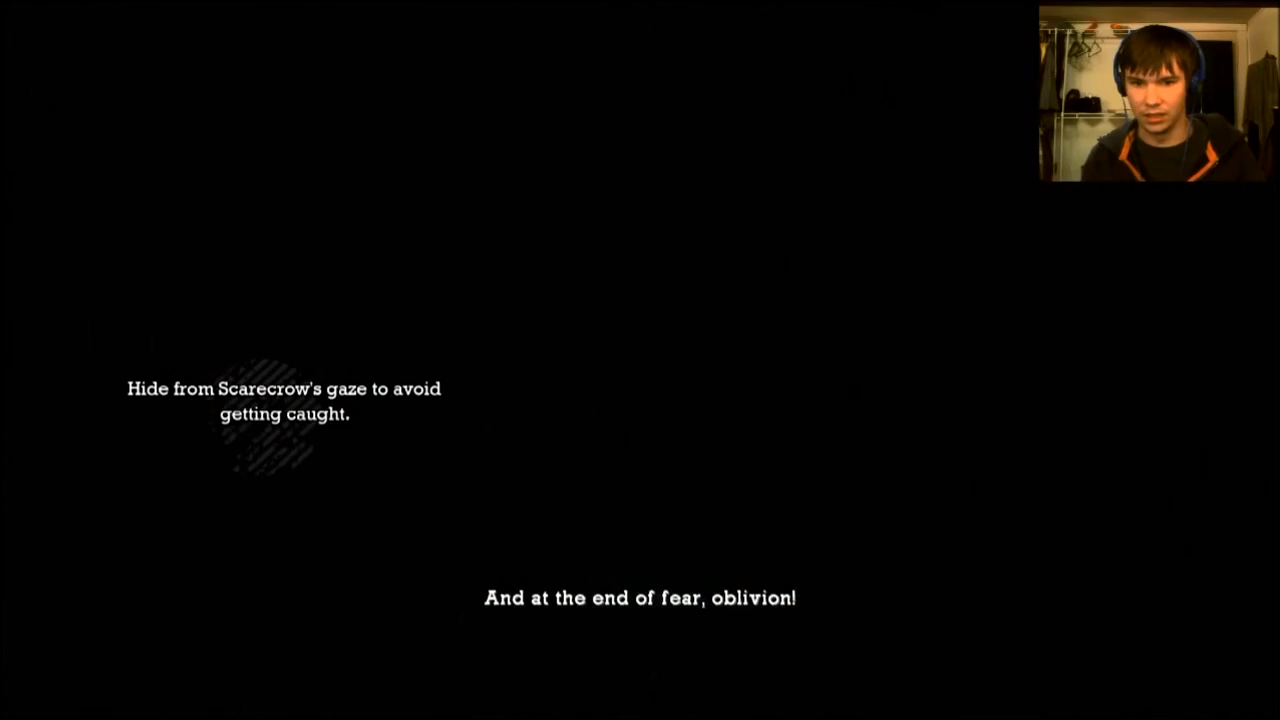 Hide from Scarecrow's gaze to avoid
getting caught.
And at the end of fear, oblivion!